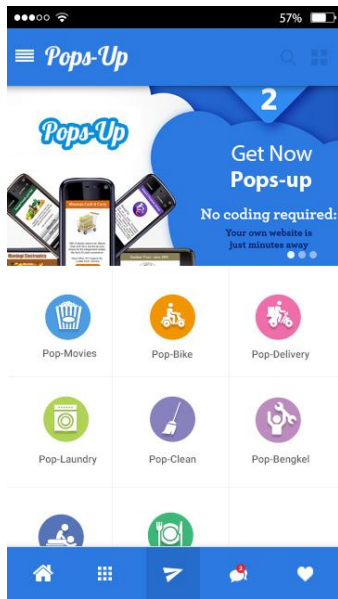 57%
Pops-Up
2
Pops-Up
Get Now
Pops-up
No coding required:
Your own website is
just minutes away
Pop-Movies
Pop-Bike
Pop-Delivery
Pop-Laundry
Pop-Clean
Pop-Bengkel